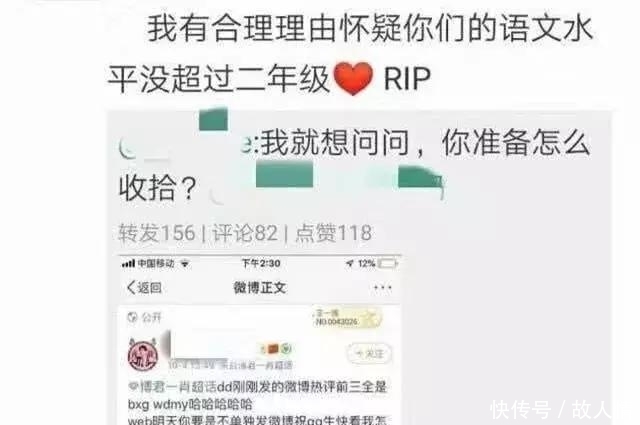 我有合理理由怀疑你们的语文水
平没超过二年级❤️ RIP
e:我就想问问，你准备怎么
收拾？
转发156 | 评论82 | 点赞118
中国移动 下午2:30 12%
返回 微博正文 ···
公开
NO.0043026
+关注
博君一肖超话dd刚刚发的微博热评前三全是
bxg wdmy哈哈哈哈哈哈
web明天你要是不单独发微博祝gg生快看我怎
快传号 / 故人